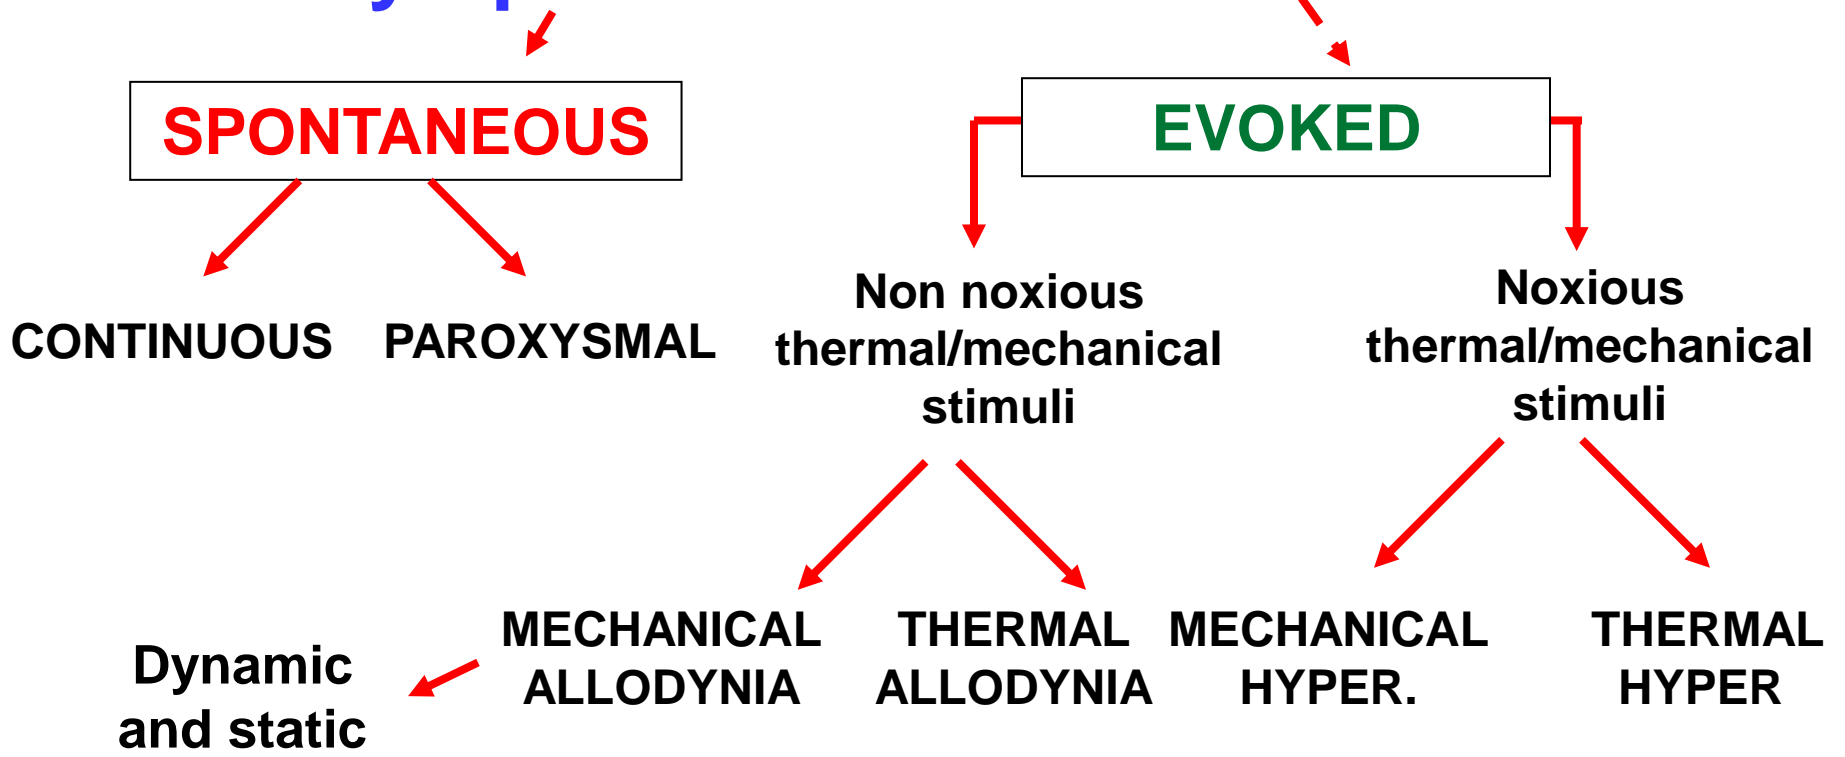 SPONTANEOUS
EVOKED
CONTINUOUS
PAROXYSMAL
Non noxious
thermal/mechanical
stimuli
Noxious
thermal/mechanical
stimuli
MECHANICAL
ALLODYNIA
THERMAL
ALLODYNIA
MECHANICAL
HYPER.
THERMAL
HYPER
Dynamic
and static